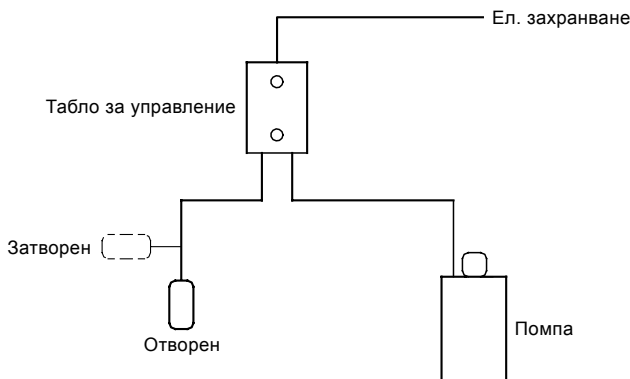 Ел. захранване
Табло за управление
Затворен
Отворен
Помпа